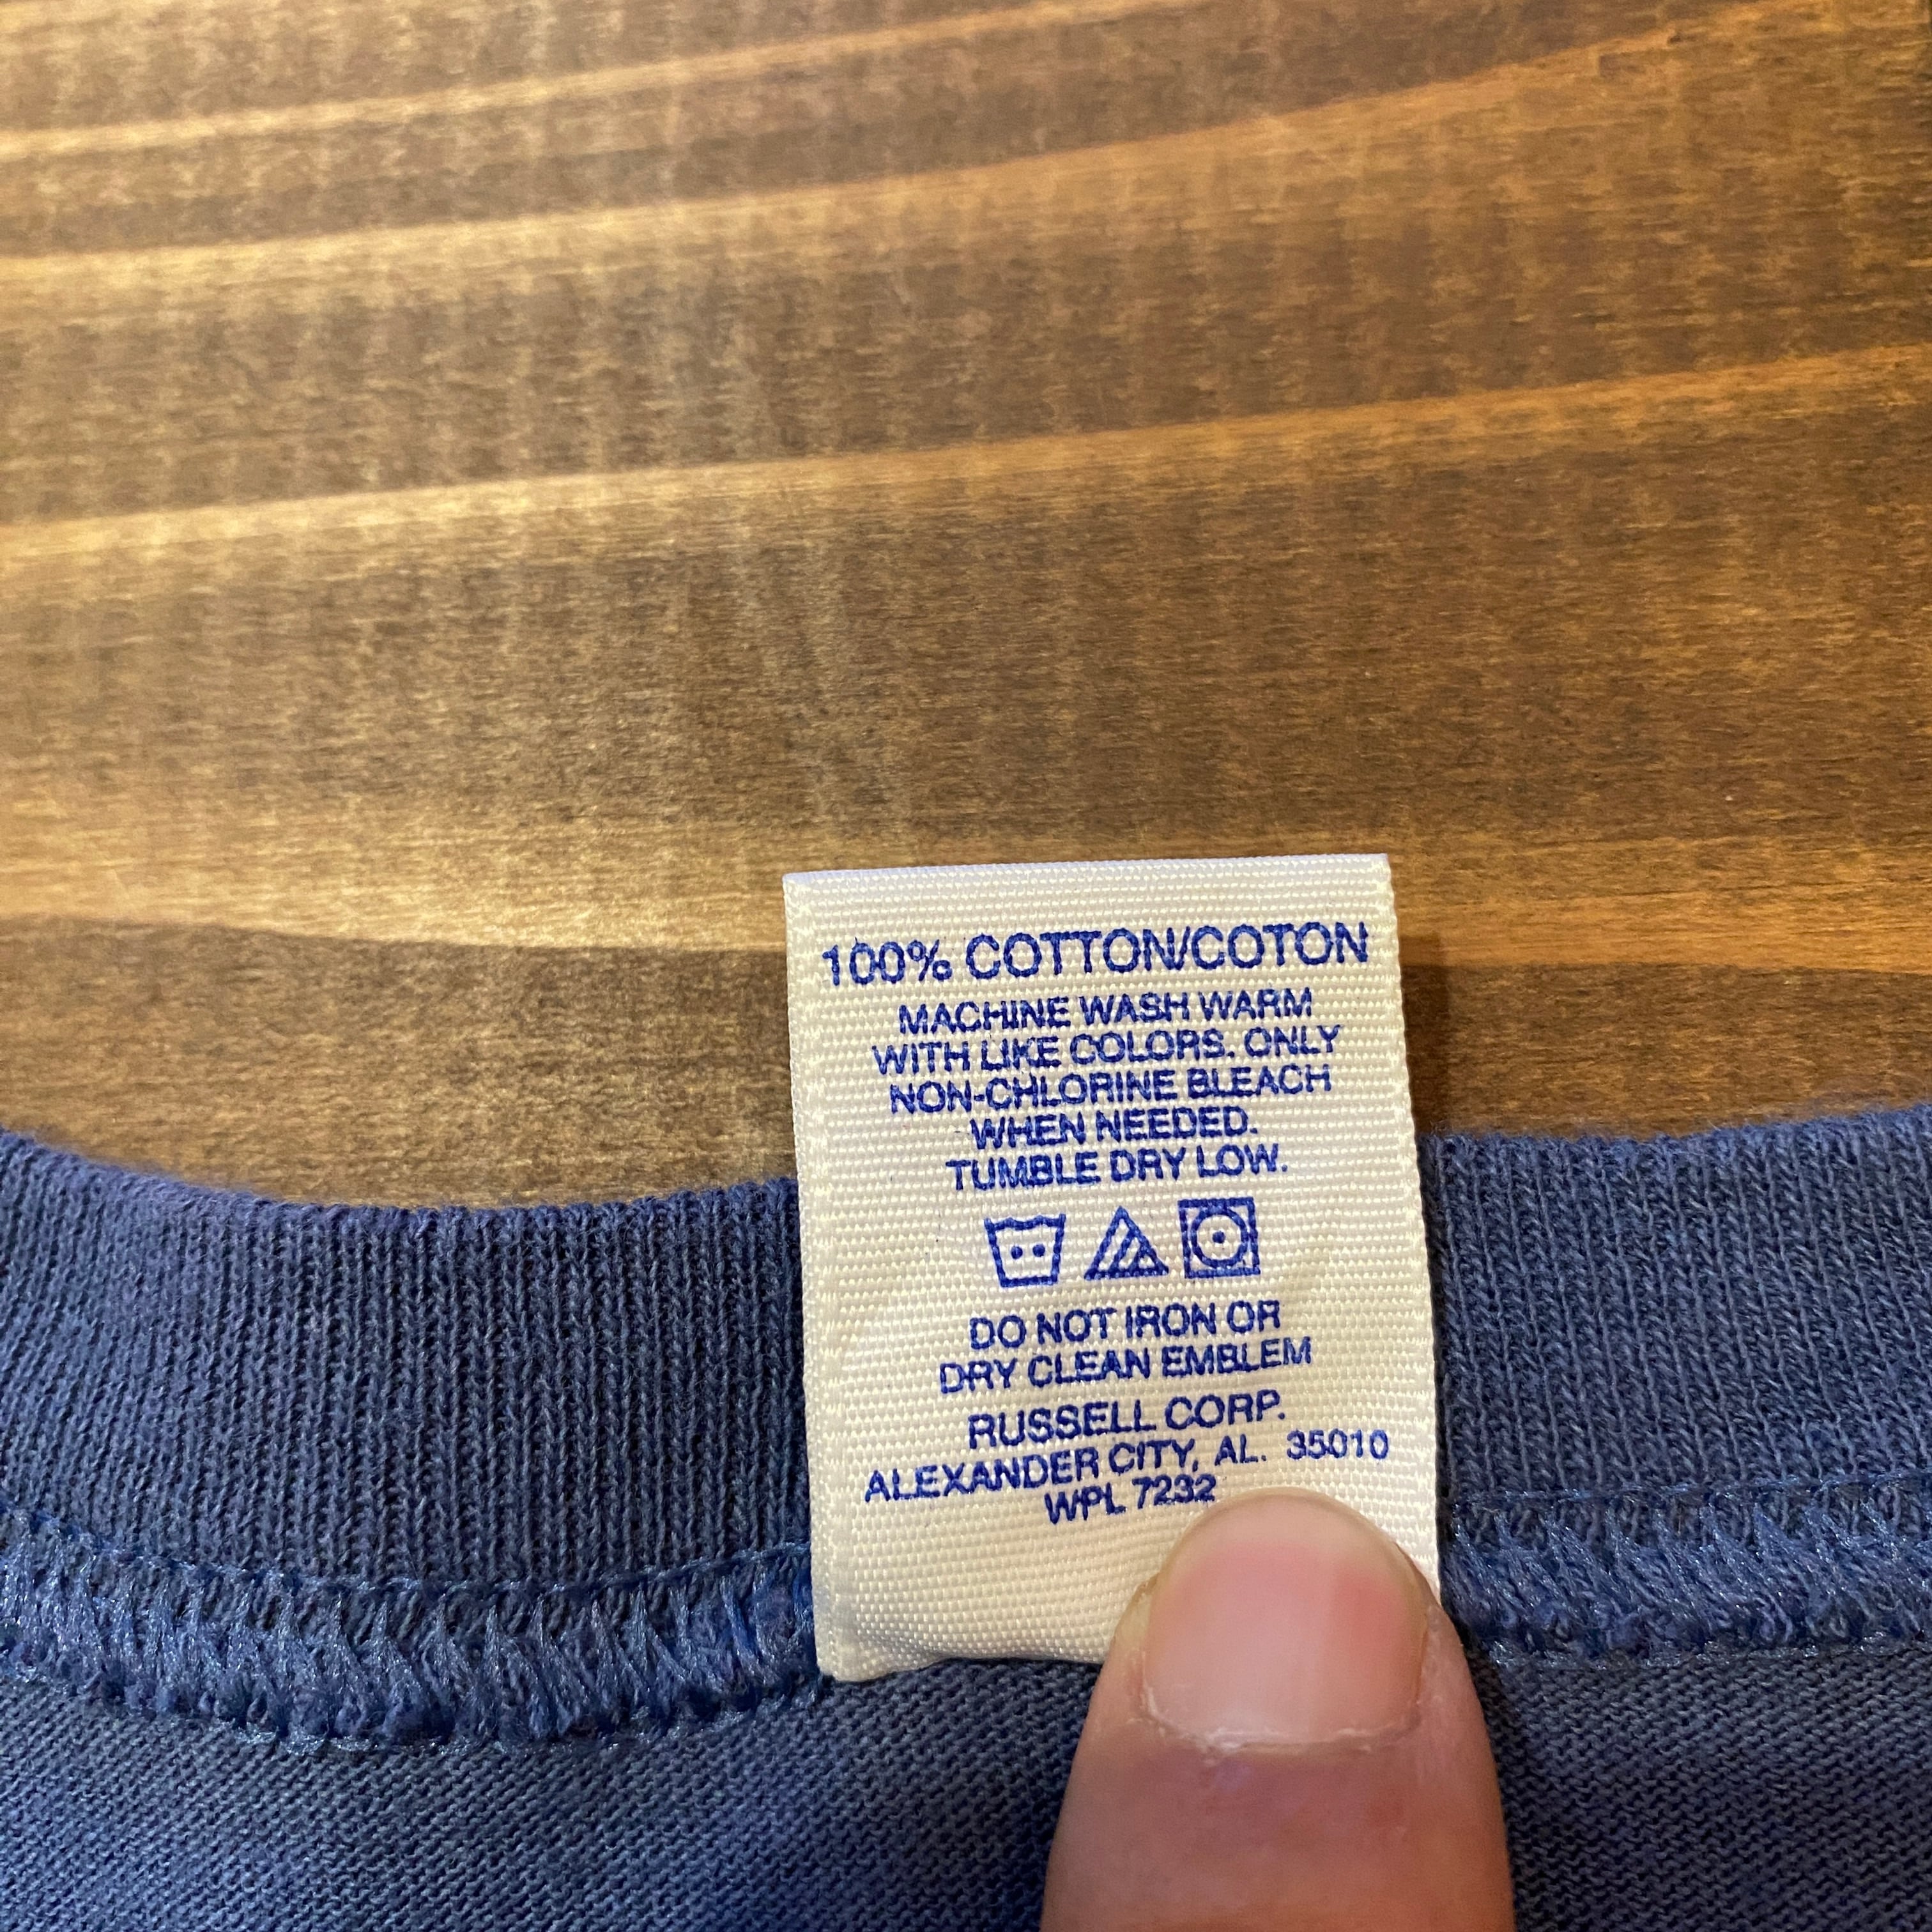 100% COTTON/COTON
MACHINE WASH WARM
WITH LIKE COLORS. ONLY
NON-CHLORINE BLEACH
WHEN NEEDED.
TUMBLE DRY LOW.
DO NOT IRON OR
DRY CLEAN EMBLEM
RUSSELL CORP.
ALEXANDER CITY, AL. 35010
WPL 7232